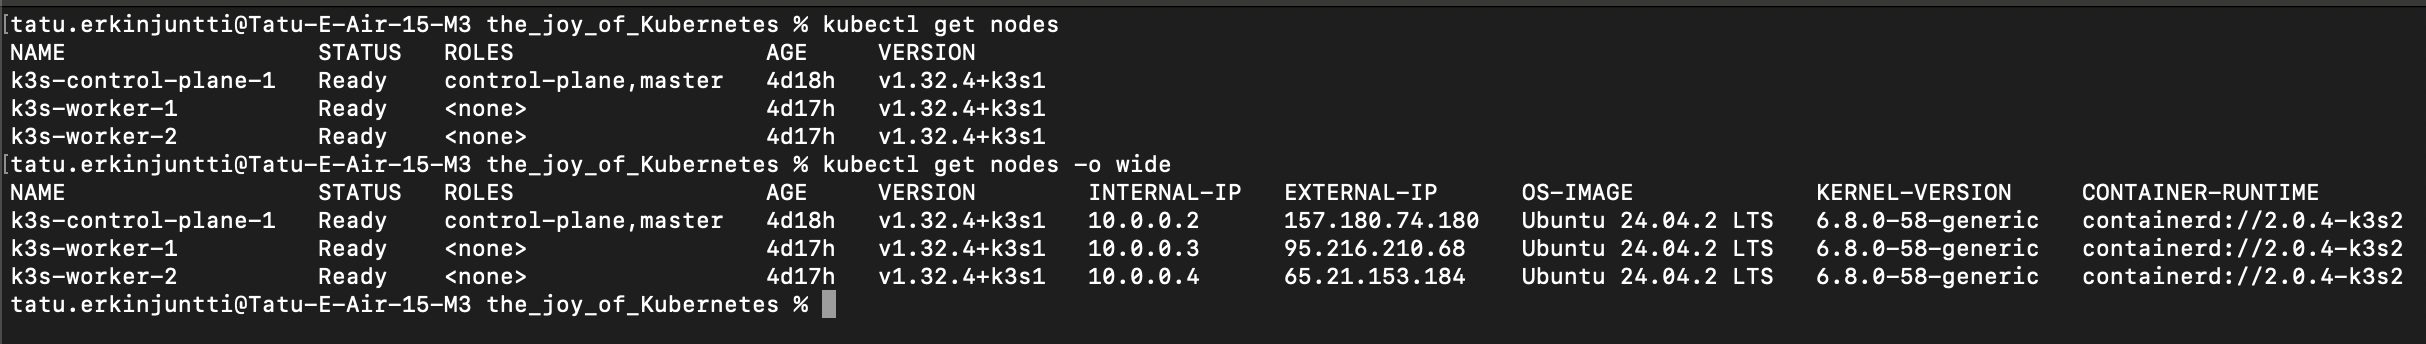 [tatu.erkinjuntti@Tatu-E-Air-15-M3 the_joy_of_Kubernetes % kubectl get nodes
NAME STATUS ROLES AGE VERSION
k3s-control-plane-1 Ready control-plane,master 4d18h v1.32.4+k3s1
k3s-worker-1 Ready <none> 4d17h v1.32.4+k3s1
k3s-worker-2 Ready <none> 4d17h v1.32.4+k3s1
[tatu.erkinjuntti@Tatu-E-Air-15-M3 the_joy_of_Kubernetes % kubectl get nodes -o wide
NAME STATUS ROLES AGE VERSION INTERNAL-IP EXTERNAL-IP OS-IMAGE KERNEL-VERSION CONTAINER-RUNTIME
k3s-control-plane-1 Ready control-plane,master 4d18h v1.32.4+k3s1 10.0.0.2 157.180.74.180 Ubuntu 24.04.2 LTS 6.8.0-58-generic containerd://2.0.4-k3s2
k3s-worker-1 Ready <none> 4d17h v1.32.4+k3s1 10.0.0.3 95.216.210.68 Ubuntu 24.04.2 LTS 6.8.0-58-generic containerd://2.0.4-k3s2
k3s-worker-2 Ready <none> 4d17h v1.32.4+k3s1 10.0.0.4 65.21.153.184 Ubuntu 24.04.2 LTS 6.8.0-58-generic containerd://2.0.4-k3s2
tatu.erkinjuntti@Tatu-E-Air-15-M3 the_joy_of_Kubernetes %